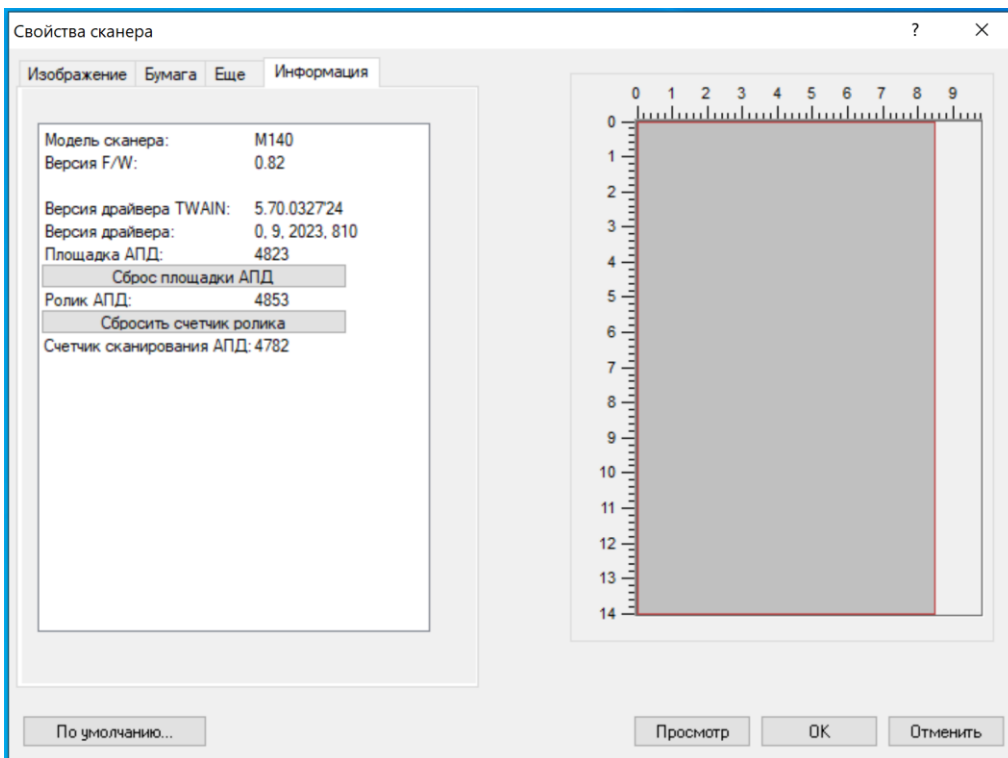 Свойства сканера ? ×
Изображение Бумага Еще Информация
Модель сканера: M140
Версия F/W: 0.82
Версия драйвера TWAIN: 5.70.0327'24
Версия драйвера: 0, 9, 2023, 810
Площадка АПД: 4823
Сброс площадки АПД
Ролик АПД: 4853
Сбросить счетчик ролика
Счетчик сканирования АПД: 4782
0 1 2 3 4 5 6 7 8 9
0
1
2
3
4
5
6
7
8
9
10
11
12
13
14
По умолчанию... Просмотр OK Отменить